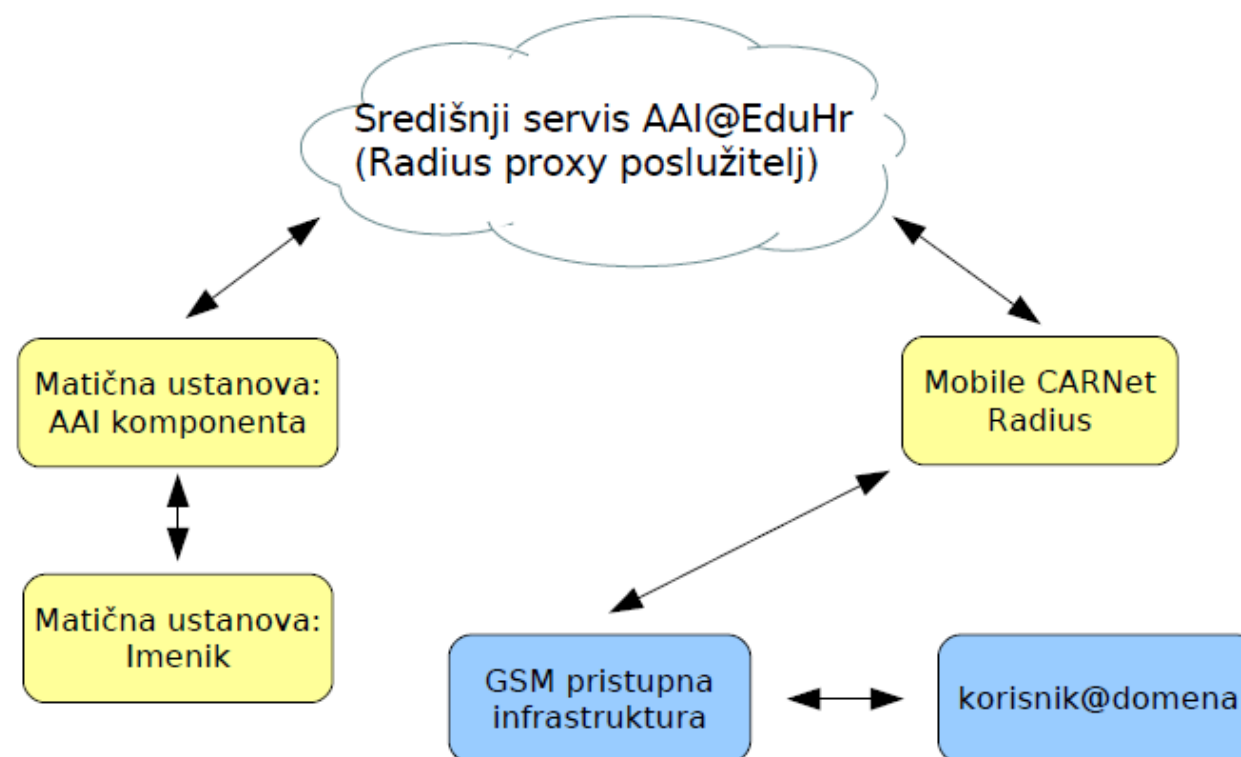 Središnji servis AAI@EduHr
(Radius proxy poslužitelj)
Matična ustanova:
AAI komponenta
Mobile CARNet
Radius
Matična ustanova:
Imenik
GSM pristupna
infrastruktura
korisnik@domena